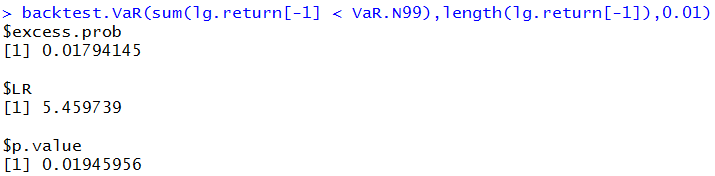 > backtest.VaR(sum(lg.return[-1] < VaR.N99),length(lg.return[-1]),0.01)
$excess.prob
[1] 0.01794145
$LR
[1] 5.459739
$p.value
[1] 0.01945956